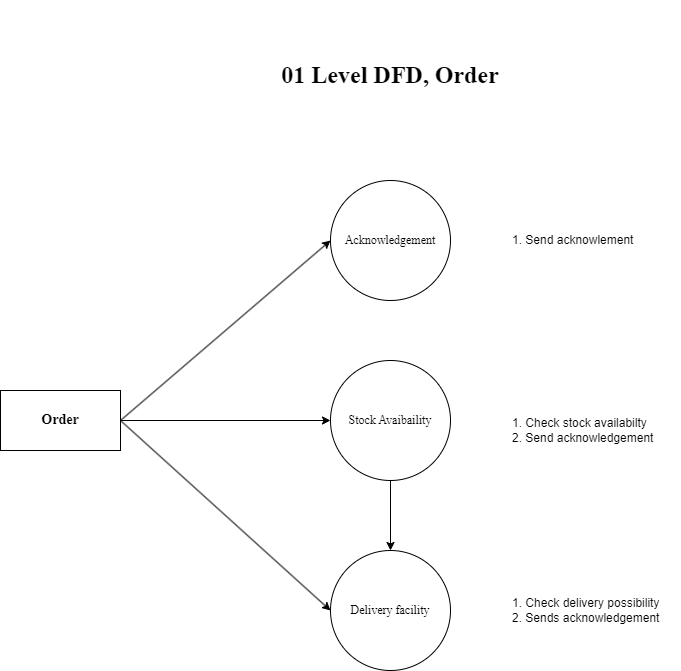 01 Level DFD, Order
Acknowledgement
1. Send acknowlement
Order
Stock Avaibaility
1. Check stock availabilty
2. Send acknowledgement
Delivery facility
1. Check delivery possibility
2. Sends acknowledgement